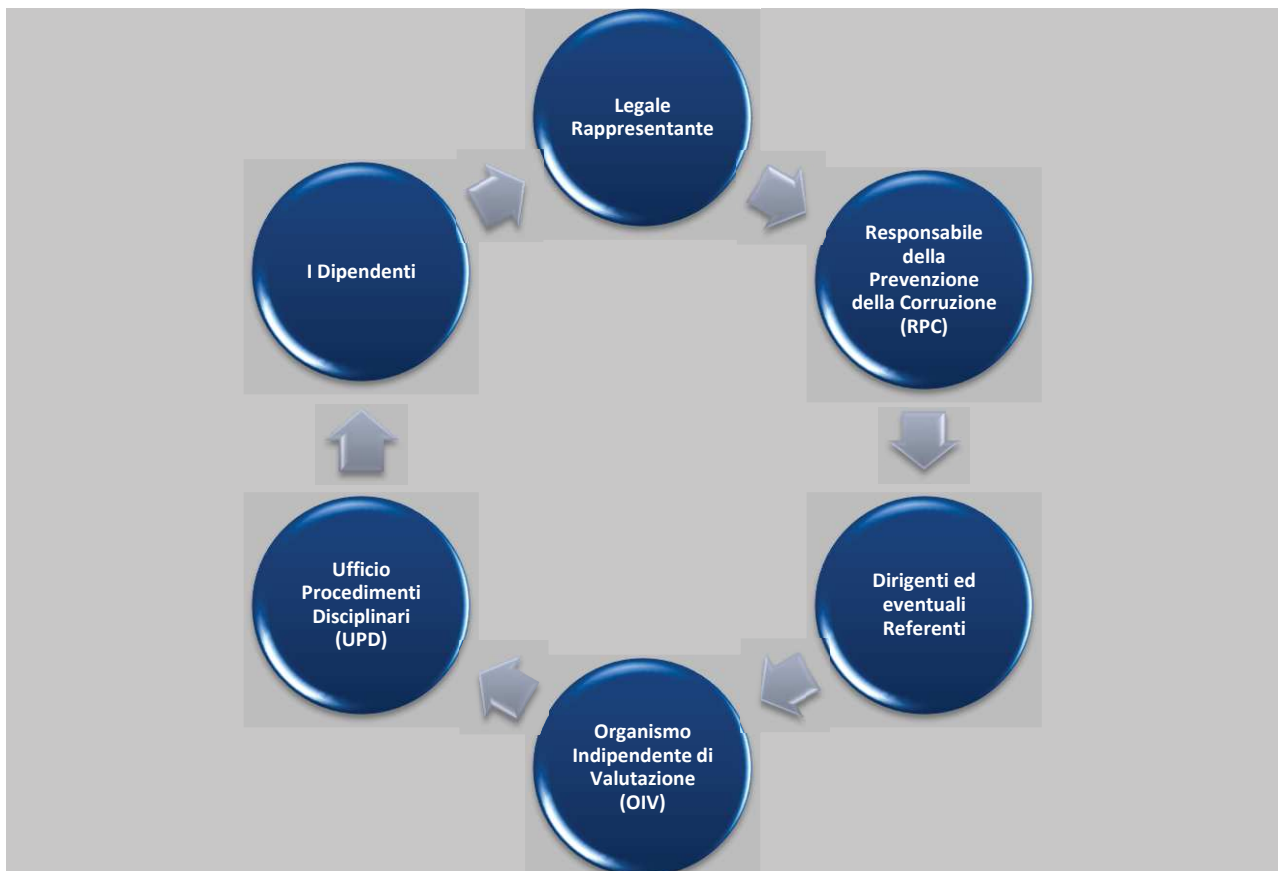 Legale
Rappresentante
Responsabile
della
Prevenzione
della Corruzione
(RPC)
Dirigenti ed
eventuali
Referenti
Organismo
Indipendente di
Valutazione
(OIV)
Ufficio
Procedimenti
Disciplinari
(UPD)
I Dipendenti